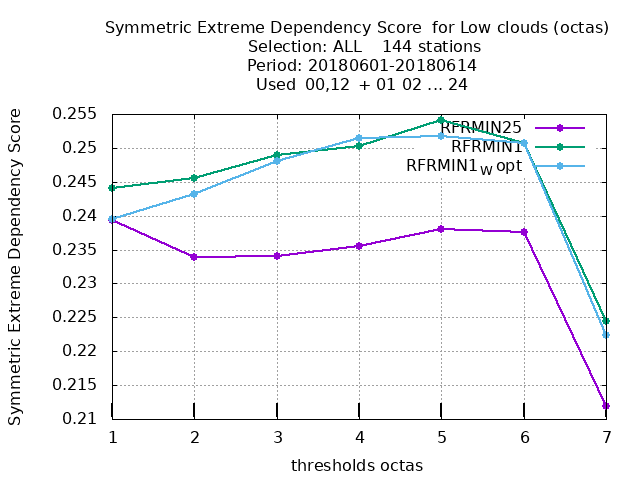 Symmetric Extreme Dependency Score  for Low clouds (octas)
Selection: ALL    144 stations
Period: 20180601-20180614
Used  00,12  + 01 02 ... 24
Symmetric Extreme Dependency Score
0.255
0.25
0.245
0.24
0.235
0.23
0.225
0.22
0.215
0.21
RFRMIN25
RFRMIN1
RFRMIN1W opt
1 2 3 4 5 6 7
thresholds octas